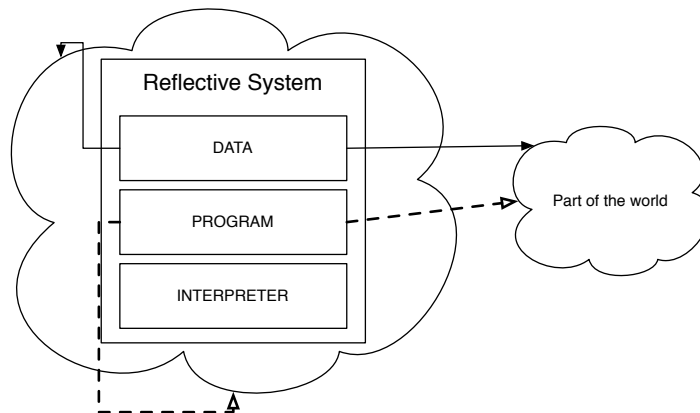 Reflective System
DATA
Part of the world
PROGRAM
INTERPRETER